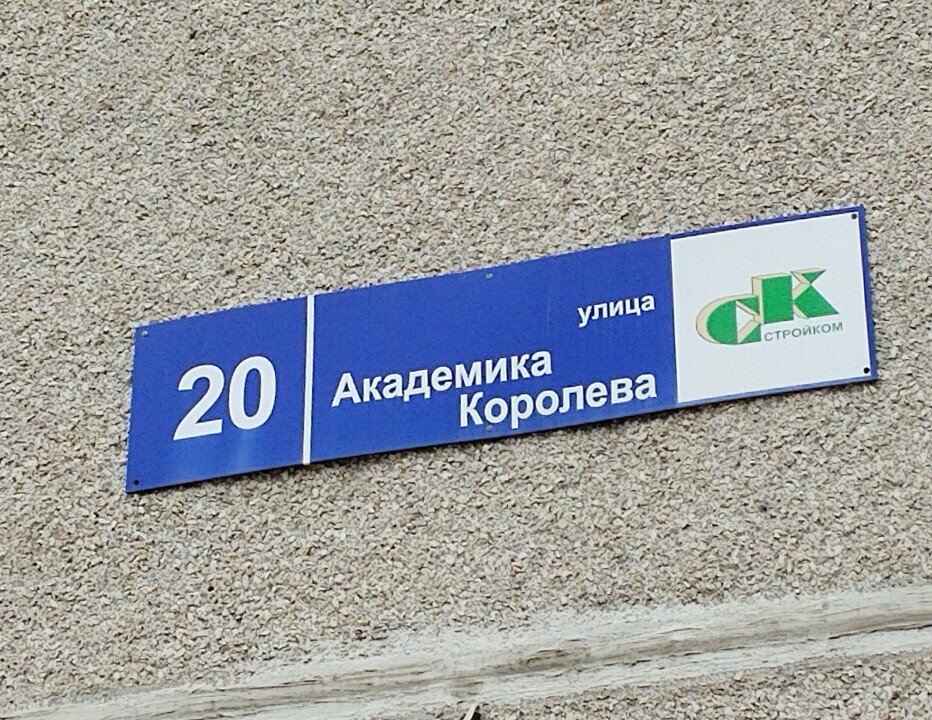 20
улица
Академика
Королева
СК
СТРОЙКОМ